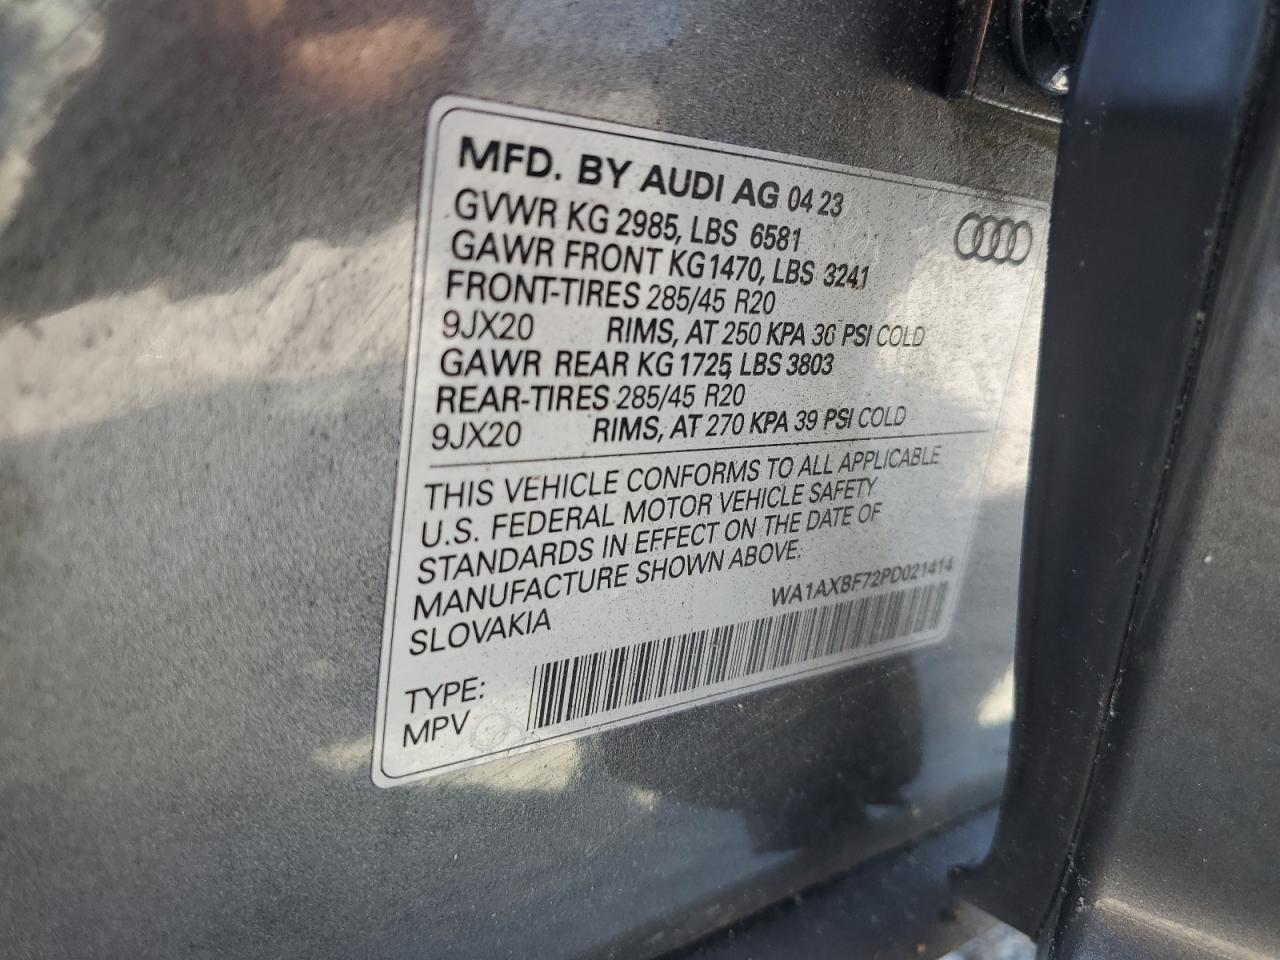 MFD. BY AUDI AG 04 23
GVWR KG 2985, LBS 6581
GAWR FRONT KG 1470, LBS 3241
FRONT-TIRES 285/45 R20
9JX20 RIMS, AT 250 KPA 36 PSI COLD
GAWR REAR KG 1725, LBS 3803
REAR-TIRES 285/45 R20
9JX20 RIMS, AT 270 KPA 39 PSI COLD
THIS VEHICLE CONFORMS TO ALL APPLICABLE
U.S. FEDERAL MOTOR VEHICLE SAFETY
STANDARDS IN EFFECT ON THE DATE OF
MANUFACTURE SHOWN ABOVE.
SLOVAKIA
WA1AXBF72PD021414
TYPE:
MPV